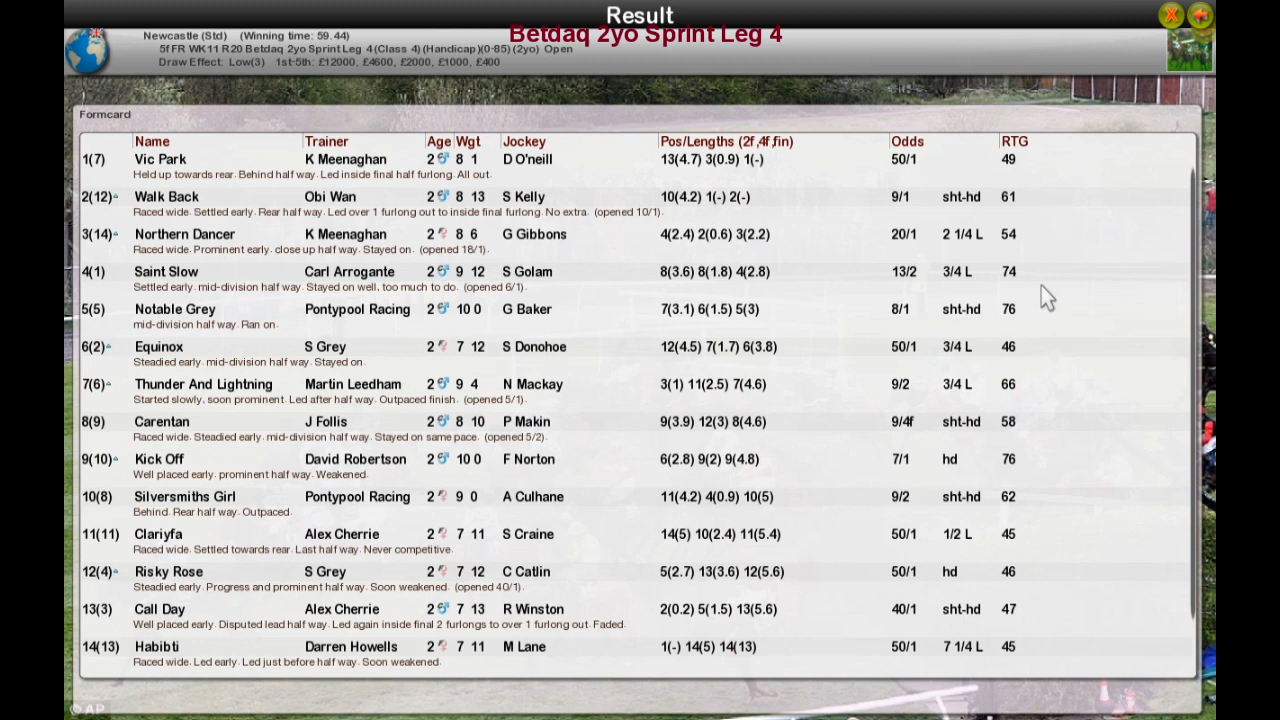 Result
Betdaq 2yo Sprint Leg 4
Newcastle (Std) (Winning time: 59.44)
5f FR WK11 R20 Betdaq 2yo Sprint Leg 4 (Class 4) (Handicap)(0-85) (2yo) Open
Draw Effect: Low(3) 1st-5th: £12000, £4600, £2000, £1000, £400
Formcard
Name Trainer Age Wgt Jockey Pos/Lengths (2f,4f,fin) Odds RTG
1(7) Vic Park K Meenaghan 2 8 1 D O'neill 13(4.7) 3(0.9) 1(-) 50/1 49
Held up towards rear. Behind half way. Led inside final half furlong. All out.
2(12) Walk Back Obi Wan 2 8 13 S Kelly 10(4.2) 1(-) 2(-) 9/1 sht-hd 61
Raced wide. Settled early. Rear half way. Led over 1 furlong out to inside final furlong. No extra. (opened 10/1).
3(14) Northern Dancer K Meenaghan 2 8 6 G Gibbons 4(2.4) 2(0.6) 3(2.2) 20/1 2 1/4 L 54
Raced wide. Prominent early. close up half way. Stayed on. (opened 18/1).
4(1) Saint Slow Carl Arrogante 2 9 12 S Golam 8(3.6) 8(1.8) 4(2.8) 13/2 3/4 L 74
Settled early. mid-division half way. Stayed on well, too much to do. (opened 6/1).
5(5) Notable Grey Pontypool Racing 2 10 0 G Baker 7(3.1) 6(1.5) 5(3) 8/1 sht-hd 76
mid-division half way. Ran on.
6(2) Equinox S Grey 2 7 12 S Donohoe 12(4.5) 7(1.7) 6(3.8) 50/1 3/4 L 46
Steadied early. mid-division half way. Stayed on.
7(6) Thunder And Lightning Martin Leedham 2 9 4 N Mackay 3(1) 11(2.5) 7(4.6) 9/2 3/4 L 66
Started slowly, soon prominent. Led after half way. Outpaced finish. (opened 5/1).
8(9) Carentan J Follis 2 8 10 P Makin 9(3.9) 12(3) 8(4.6) 9/4f sht-hd 58
Raced wide. Steadied early. mid-division half way. Stayed on same pace. (opened 5/2).
9(10) Kick Off David Robertson 2 10 0 F Norton 6(2.8) 9(2) 9(4.8) 7/1 hd 76
Well placed early. prominent half way. Weakened.
10(8) Silversmiths Girl Pontypool Racing 2 9 0 A Culhane 11(4.2) 4(0.9) 10(5) 9/2 sht-hd 62
Behind. Rear half way. Outpaced.
11(11) Clariyfa Alex Cherrie 2 7 11 S Craine 14(5) 10(2.4) 11(5.4) 50/1 1/2 L 45
Raced wide. Settled towards rear. Last half way. Never competitive.
12(4) Risky Rose S Grey 2 7 12 C Catlin 5(2.7) 13(3.6) 12(5.6) 50/1 hd 46
Steadied early. Progress and prominent half way. Soon weakened. (opened 40/1).
13(3) Call Day Alex Cherrie 2 7 13 R Winston 2(0.2) 5(1.5) 13(5.6) 40/1 sht-hd 47
Well placed early. Disputed lead half way. Led again inside final 2 furlongs to over 1 furlong out. Faded.
14(13) Habibti Darren Howells 2 7 11 M Lane 1(-) 14(5) 14(13) 50/1 7 1/4 L 45
Raced wide. Led early. Led just before half way. Soon weakened.
© AP